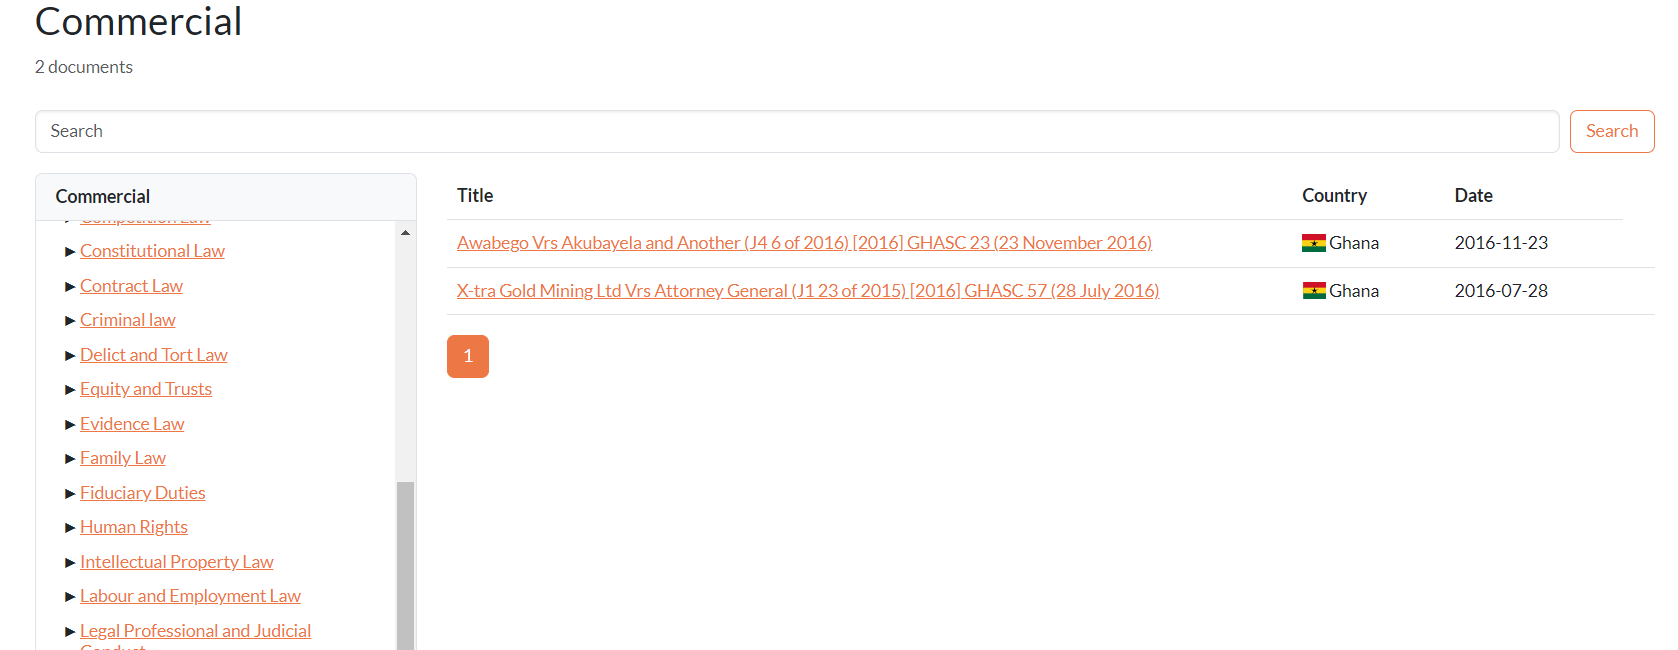 Commercial
2 documents
Search
Search
Commercial
Competition Law
Constitutional Law
Contract Law
Criminal law
Delict and Tort Law
Equity and Trusts
Evidence Law
Family Law
Fiduciary Duties
Human Rights
Intellectual Property Law
Labour and Employment Law
Legal Professional and Judicial
Conduct
Title Country Date
Awabego Vrs Akubayela and Another (J4 6 of 2016) [2016] GHASC 23 (23 November 2016) Ghana 2016-11-23
X-tra Gold Mining Ltd Vrs Attorney General (J1 23 of 2015) [2016] GHASC 57 (28 July 2016) Ghana 2016-07-28
1